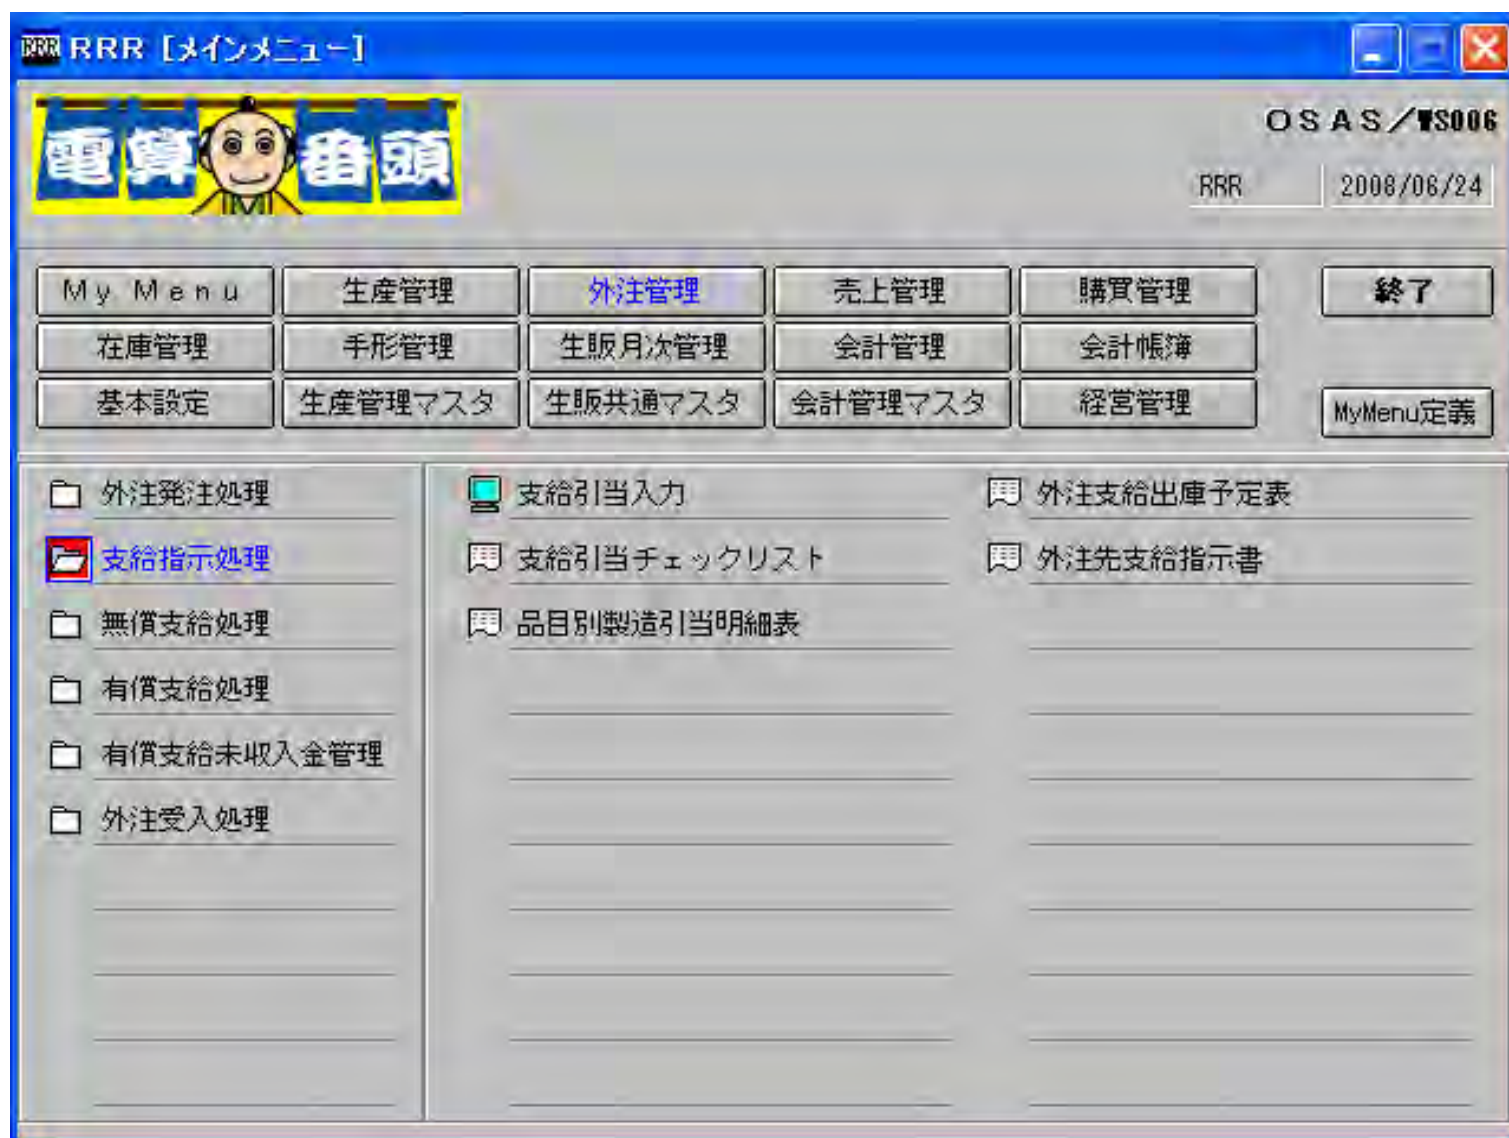 RRR RRR [メインメニュー]
電算番頭
OSAS/WS006
RRR 2008/06/24
My Menu 生産管理 外注管理 売上管理 購買管理 終了
在庫管理 手形管理 生販月次管理 会計管理 会計帳簿
基本設定 生産管理マスタ 生販共通マスタ 会計管理マスタ 経営管理 MyMenu定義
外注発注処理 支給引当入力 外注支給出庫予定表
支給指示処理 支給引当チェックリスト 外注先支給指示書
無償支給処理 品目別製造引当明細表
有償支給処理
有償支給未収入金管理
外注受入処理